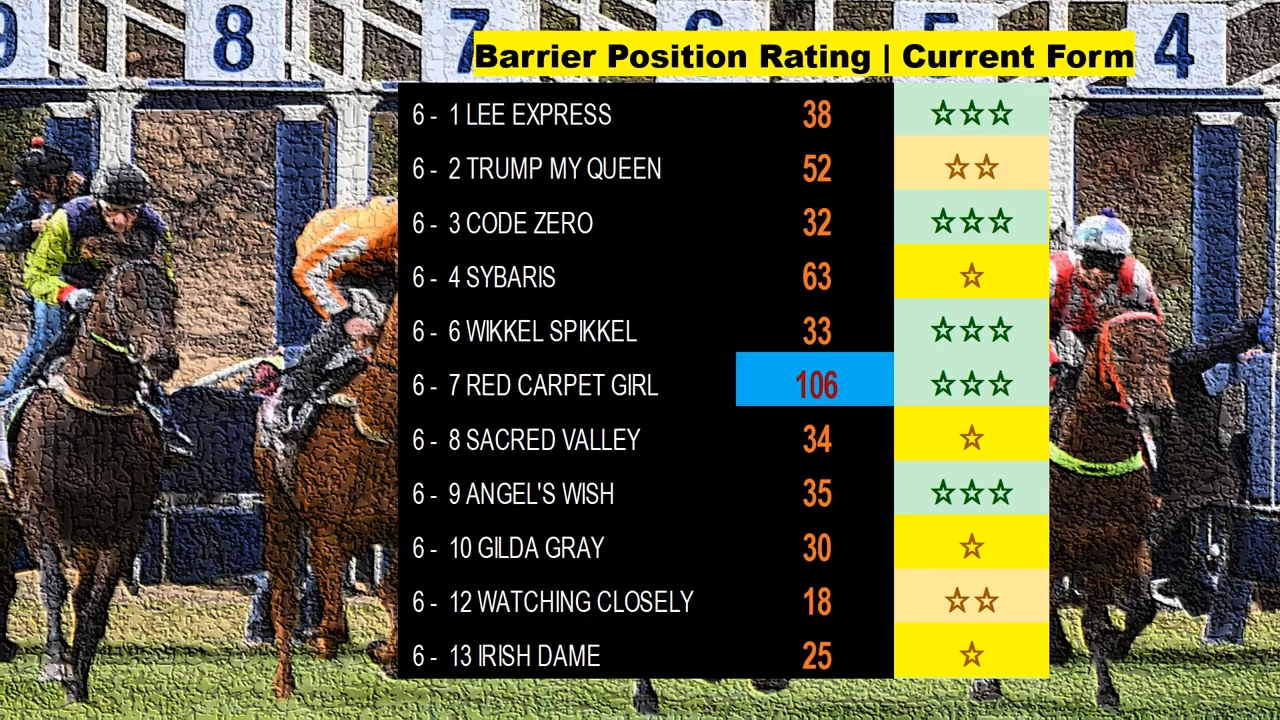 9 8 7 6 5 4
Barrier Position Rating | Current Form
6 - 1 LEE EXPRESS 38 ☆☆☆
6 - 2 TRUMP MY QUEEN 52 ☆☆
6 - 3 CODE ZERO 32 ☆☆☆
6 - 4 SYBARIS 63 ☆
6 - 6 WIKKEL SPIKKEL 33 ☆☆☆
6 - 7 RED CARPET GIRL 106 ☆☆☆
6 - 8 SACRED VALLEY 34 ☆
6 - 9 ANGEL'S WISH 35 ☆☆☆
6 - 10 GILDA GRAY 30 ☆
6 - 12 WATCHING CLOSELY 18 ☆☆
6 - 13 IRISH DAME 25 ☆